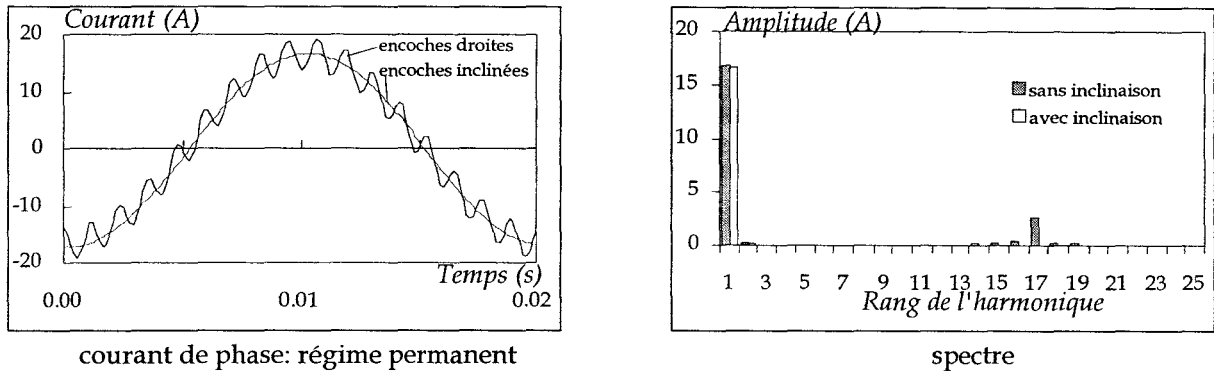 Courant (A)
20
10
0
-10
-20
encoches droites
encoches inclinées
Temps (s)
0.00 0.01 0.02
courant de phase: régime permanent
Amplitude (A)
20
15
10
5
0
sans inclinaison
avec inclinaison
1 3 5 7 9 11 13 15 17 19 21 23 25
Rang de l'harmonique
spectre